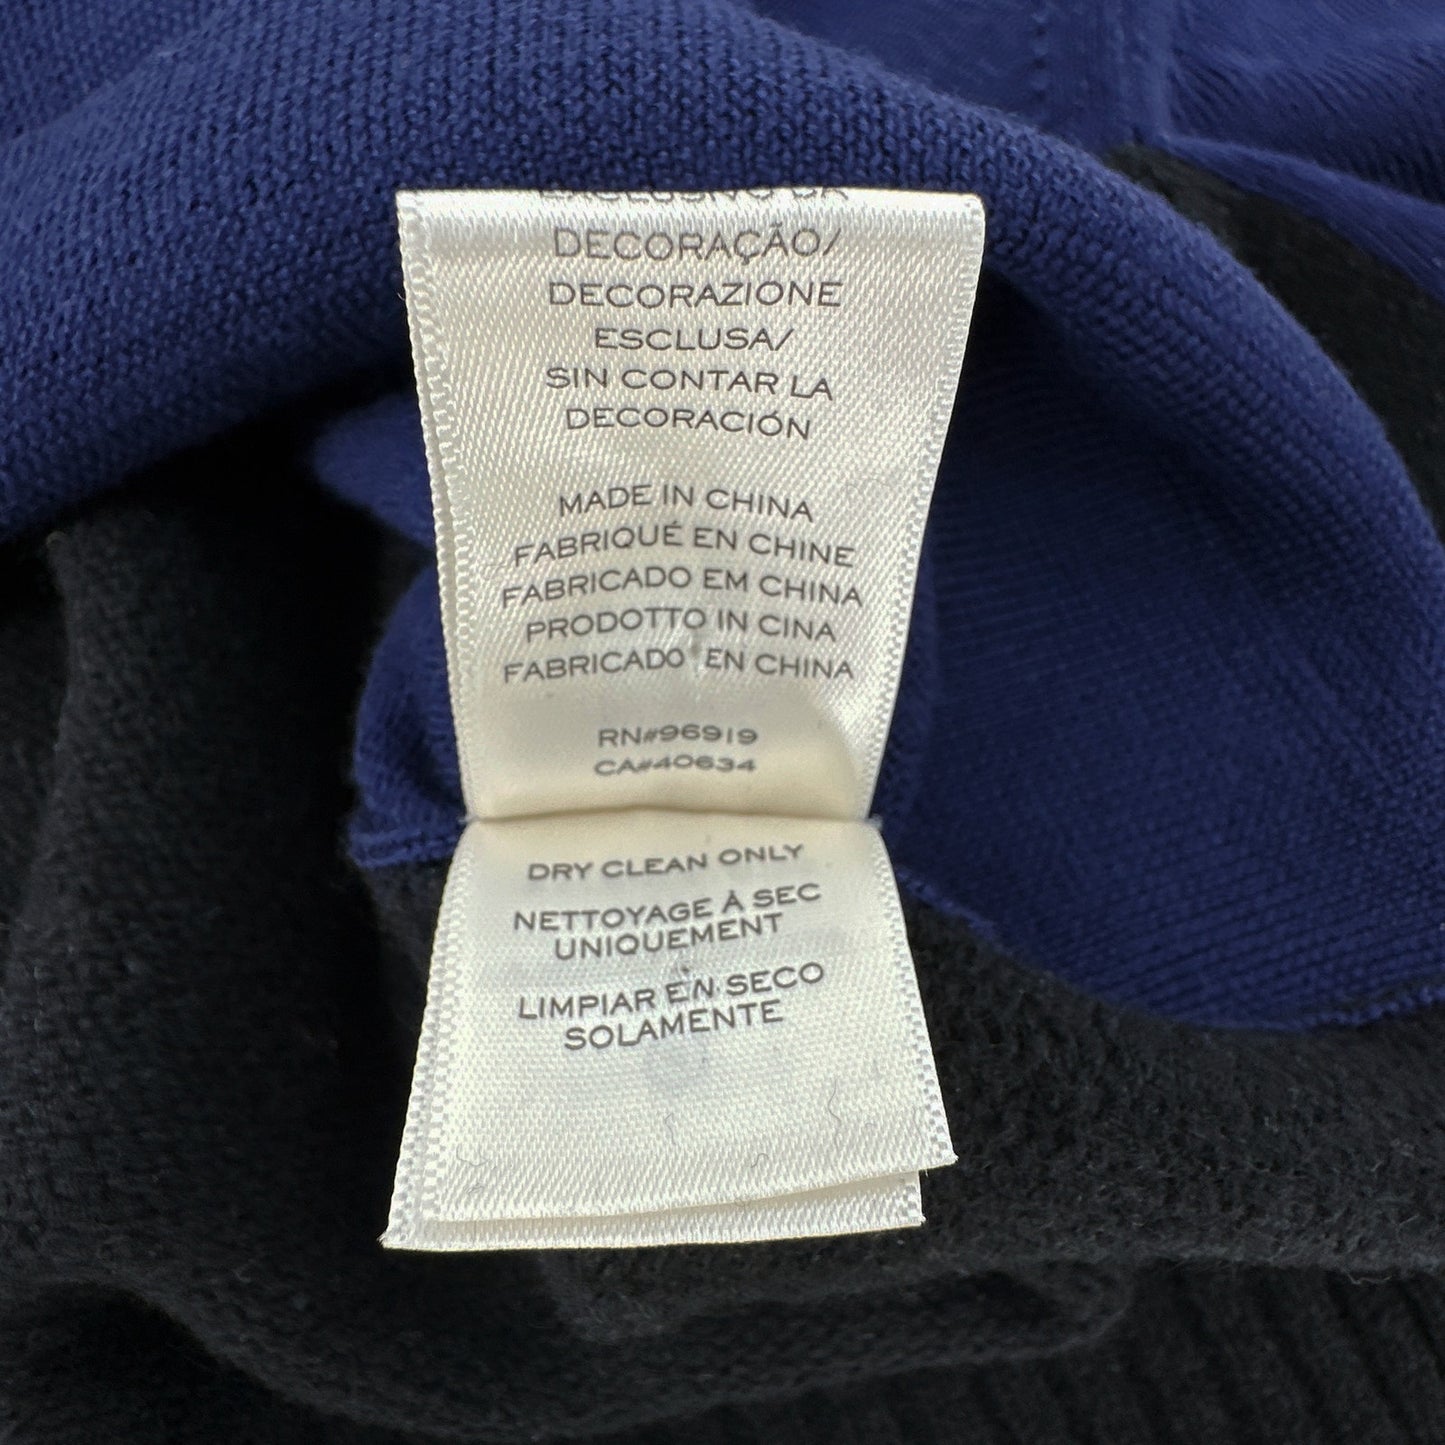 DECORAÇÃO/
DECORAZIONE
ESCLUSA/
SIN CONTAR LA
DECORACIÓN
MADE IN CHINA
FABRIQUÉ EN CHINE
FABRICADO EM CHINA
PRODOTTO IN CINA
FABRICADO EN CHINA
RN#96919
CA#40634
DRY CLEAN ONLY
NETTOYAGE À SEC
UNIQUEMENT
LIMPIAR EN SECO
SOLAMENTE